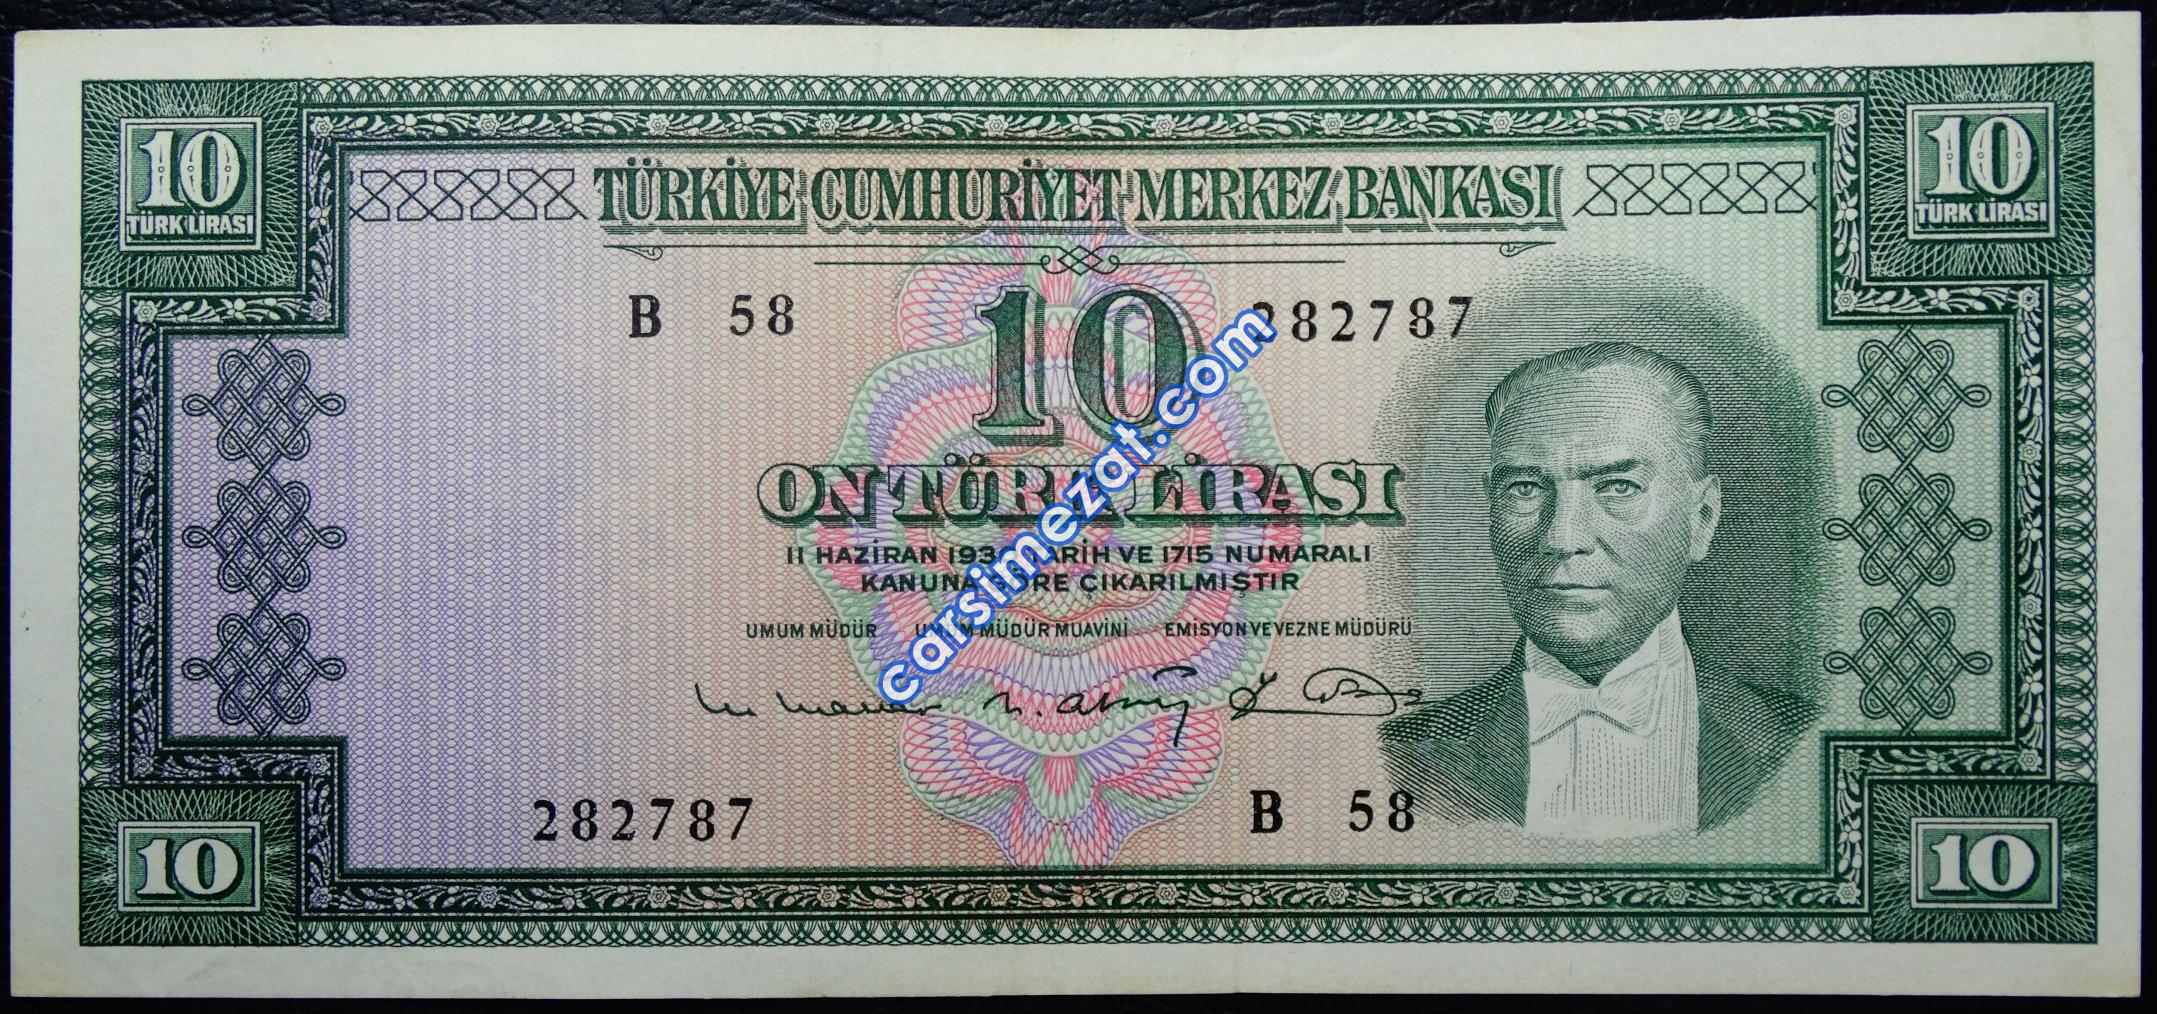 10 10
TÜRK LİRASI TÜRKİYE CUMHURİYET MERKEZ BANKASI TÜRK LİRASI
B 58 282787
10
ON TÜRK LİRASI
11 HAZİRAN 1930 TARİH VE 1715 NUMARALI
KANUNA GÖRE ÇIKARILMIŞTIR
UMUM MÜDÜR UMUM MÜDÜR MUAVİNİ EMİSYON VE VEZNE MÜDÜRÜ
carsimezat.com
282787 B 58
10 10